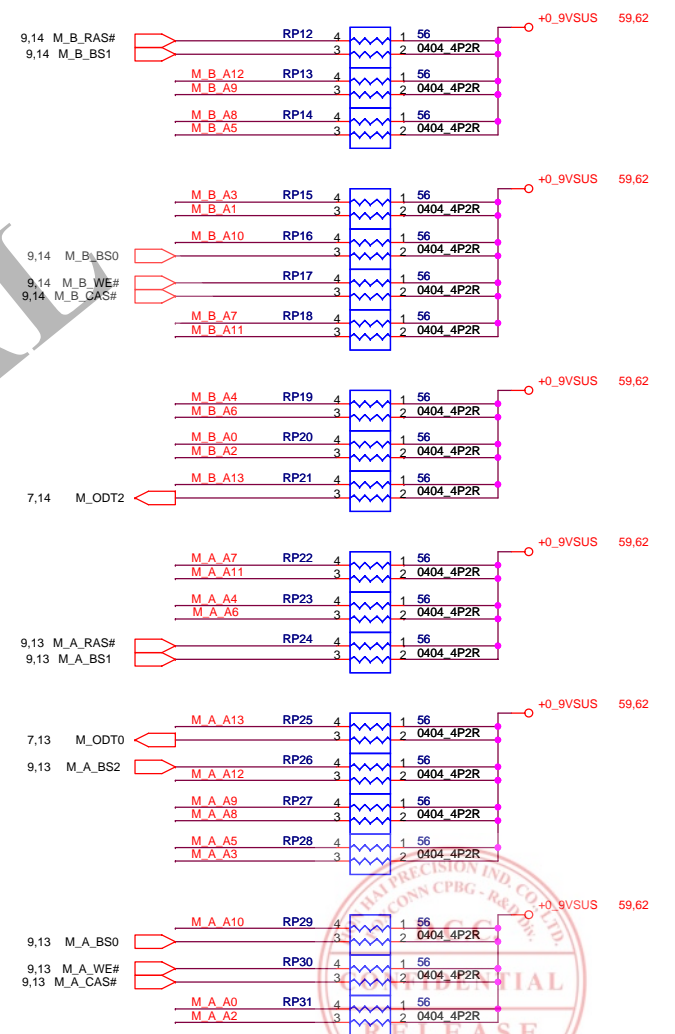 +0_9VSUS 59,62
9,14 M_B_RAS# RP12 4 1 56
9,14 M_B_BS1 3 2 0404_4P2R
M_B_A12 RP13 4 1 56
M_B_A9 3 2 0404_4P2R
M_B_A8 RP14 4 1 56
M_B_A5 3 2 0404_4P2R
+0_9VSUS 59,62
M_B_A3 RP15 4 1 56
M_B_A1 3 2 0404_4P2R
M_B_A10 RP16 4 1 56
9,14 M_B_BS0 3 2 0404_4P2R
9,14 M_B_WE# RP17 4 1 56
9,14 M_B_CAS# 3 2 0404_4P2R
M_B_A7 RP18 4 1 56
M_B_A11 3 2 0404_4P2R
+0_9VSUS 59,62
M_B_A4 RP19 4 1 56
M_B_A6 3 2 0404_4P2R
M_B_A0 RP20 4 1 56
M_B_A2 3 2 0404_4P2R
M_B_A13 RP21 4 1 56
7,14 M_ODT2 3 2 0404_4P2R
+0_9VSUS 59,62
M_A_A7 RP22 4 1 56
M_A_A11 3 2 0404_4P2R
M_A_A4 RP23 4 1 56
M_A_A6 3 2 0404_4P2R
9,13 M_A_RAS# RP24 4 1 56
9,13 M_A_BS1 3 2 0404_4P2R
+0_9VSUS 59,62
M_A_A13 RP25 4 1 56
7,13 M_ODT0 3 2 0404_4P2R
9,13 M_A_BS2 RP26 4 1 56
M_A_A12 3 2 0404_4P2R
M_A_A9 RP27 4 1 56
M_A_A8 3 2 0404_4P2R
M_A_A5 RP28 4 1 56
M_A_A3 3 2 0404_4P2R
+0_9VSUS 59,62
M_A_A10 RP29 4 1 56
9,13 M_A_BS0 3 2 0404_4P2R
9,13 M_A_WE# RP30 4 1 56
9,13 M_A_CAS# 3 2 0404_4P2R
M_A_A0 RP31 4 1 56
M_A_A2 3 2 0404_4P2R
HAI PRECISION IND. CO., LTD.
CPBG - R&D Div.
CONFIDENTIAL
RELEASE